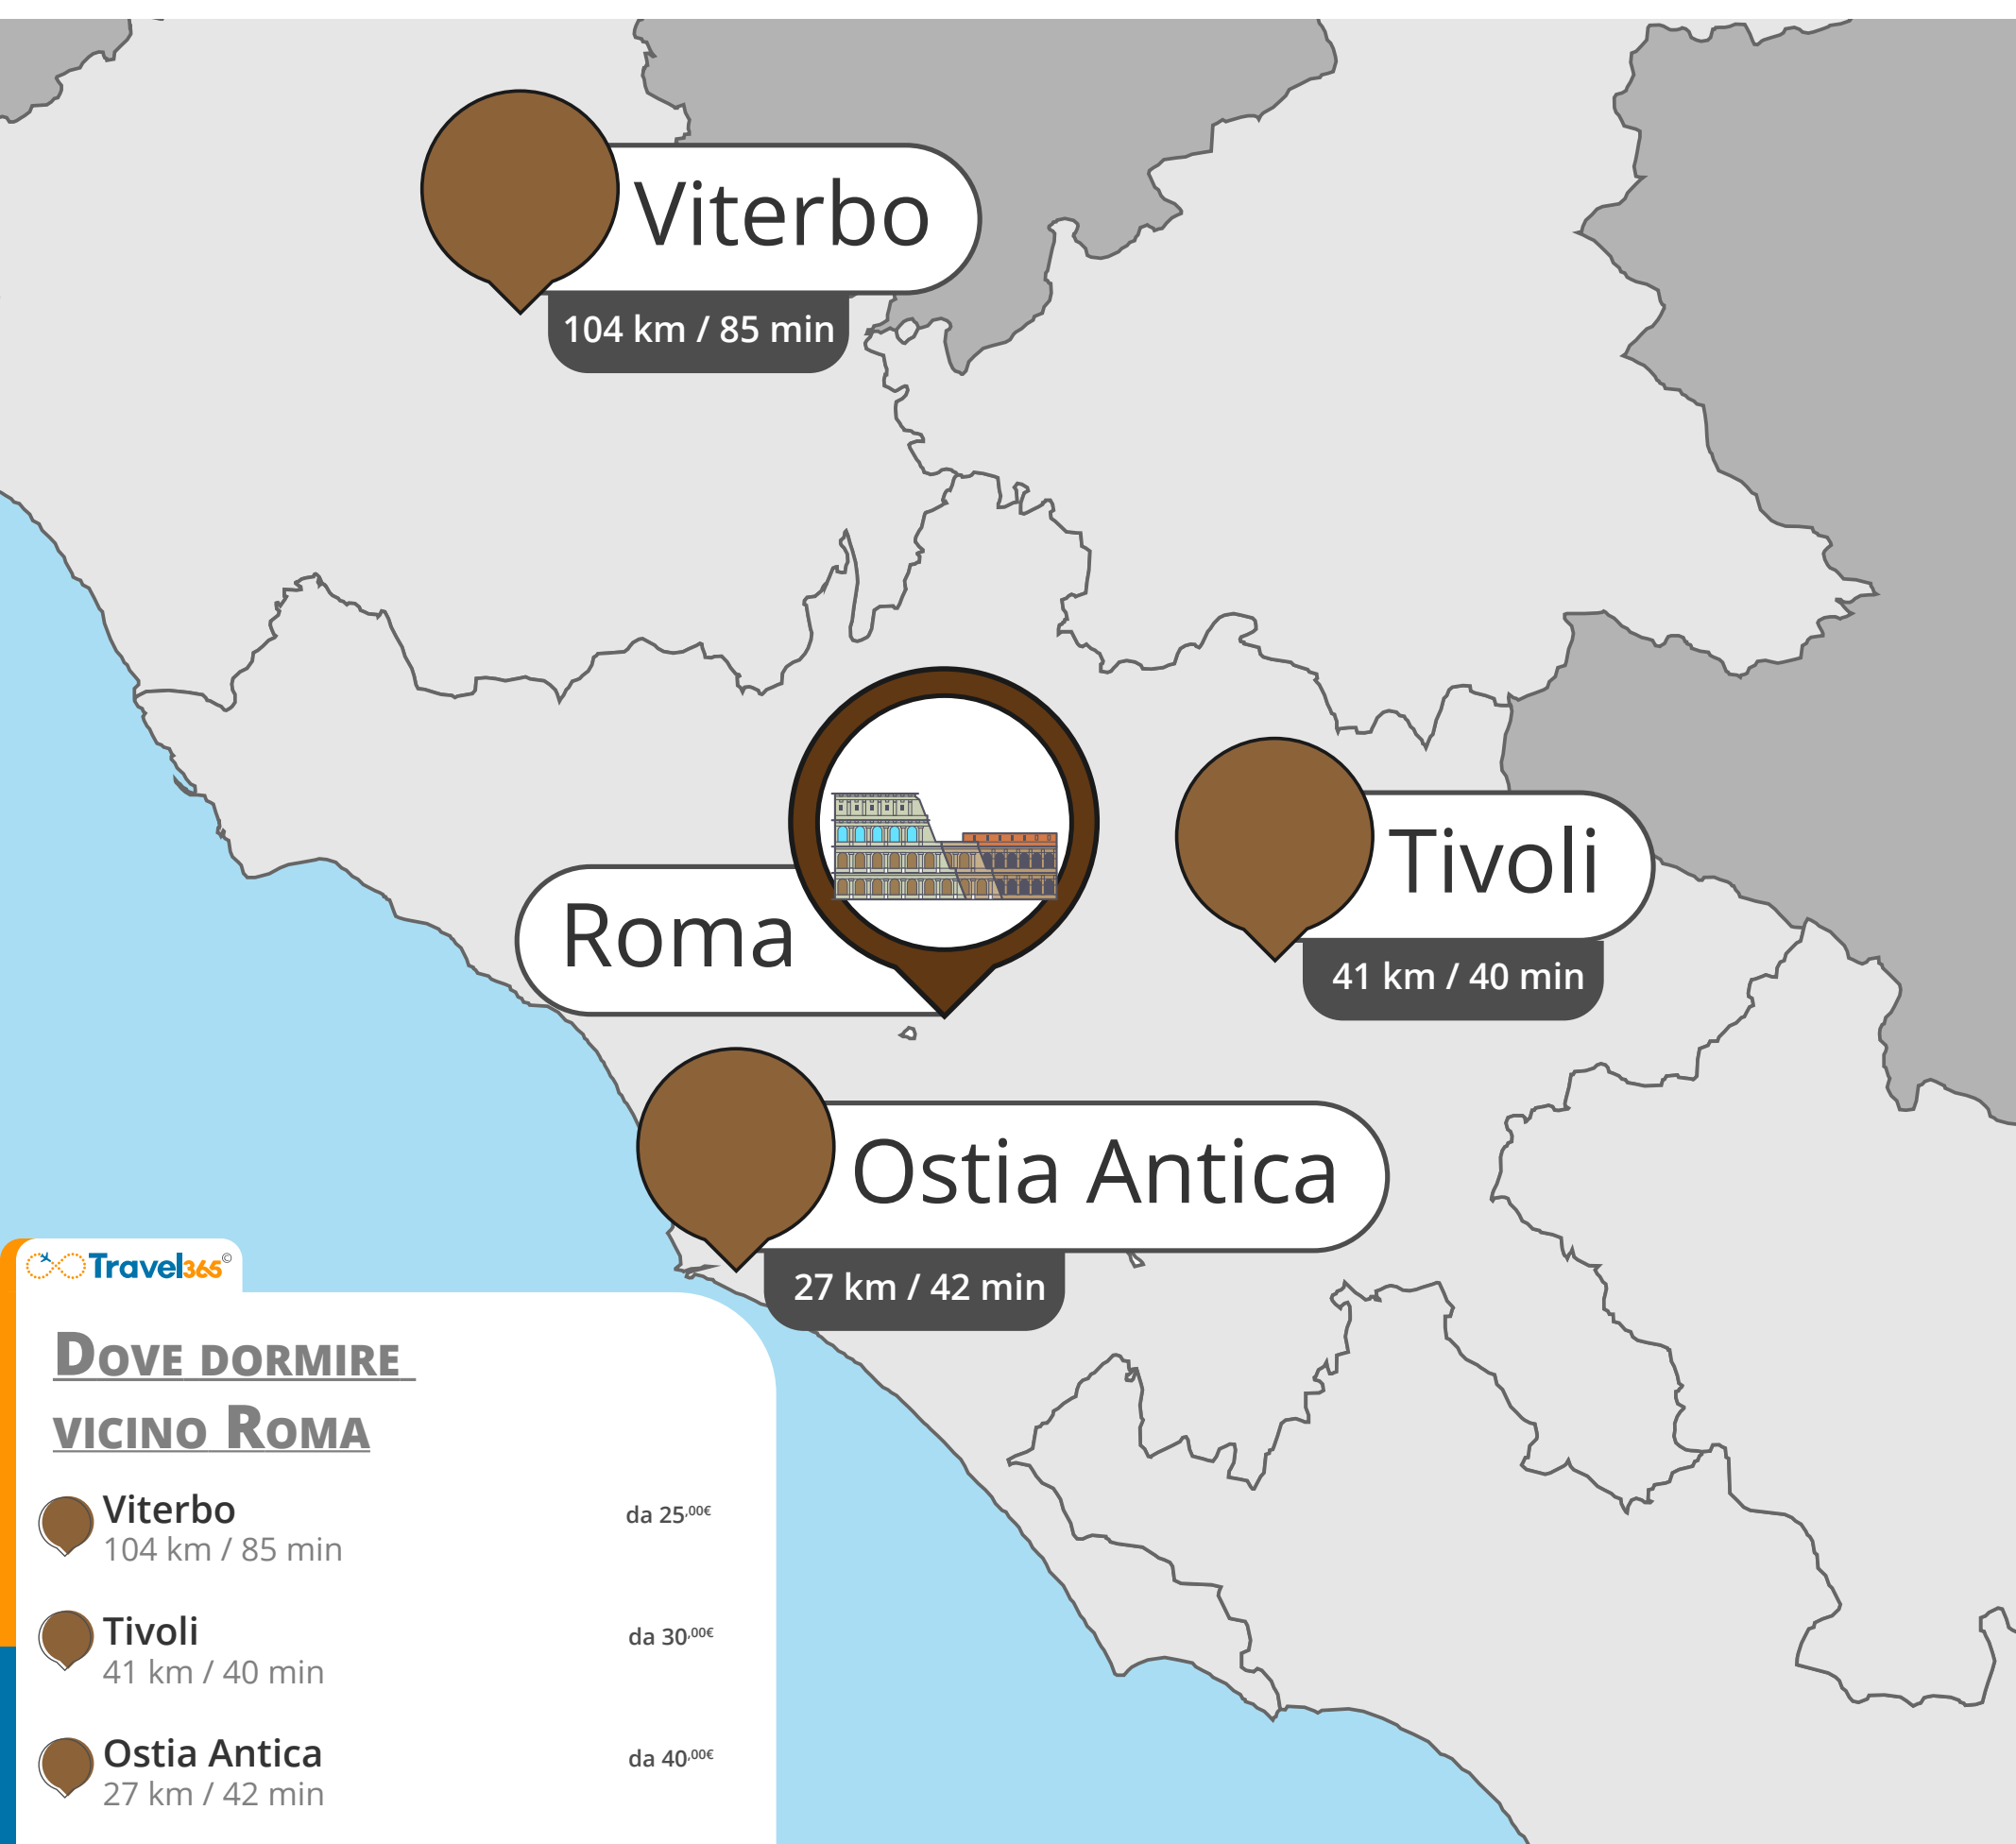 Viterbo
104 km / 85 min
Tivoli
41 km / 40 min
Roma
Ostia Antica
27 km / 42 min
Travel365©
DOVE DORMIRE
VICINO ROMA
Viterbo da 25,00€
104 km / 85 min
Tivoli da 30,00€
41 km / 40 min
Ostia Antica da 40,00€
27 km / 42 min